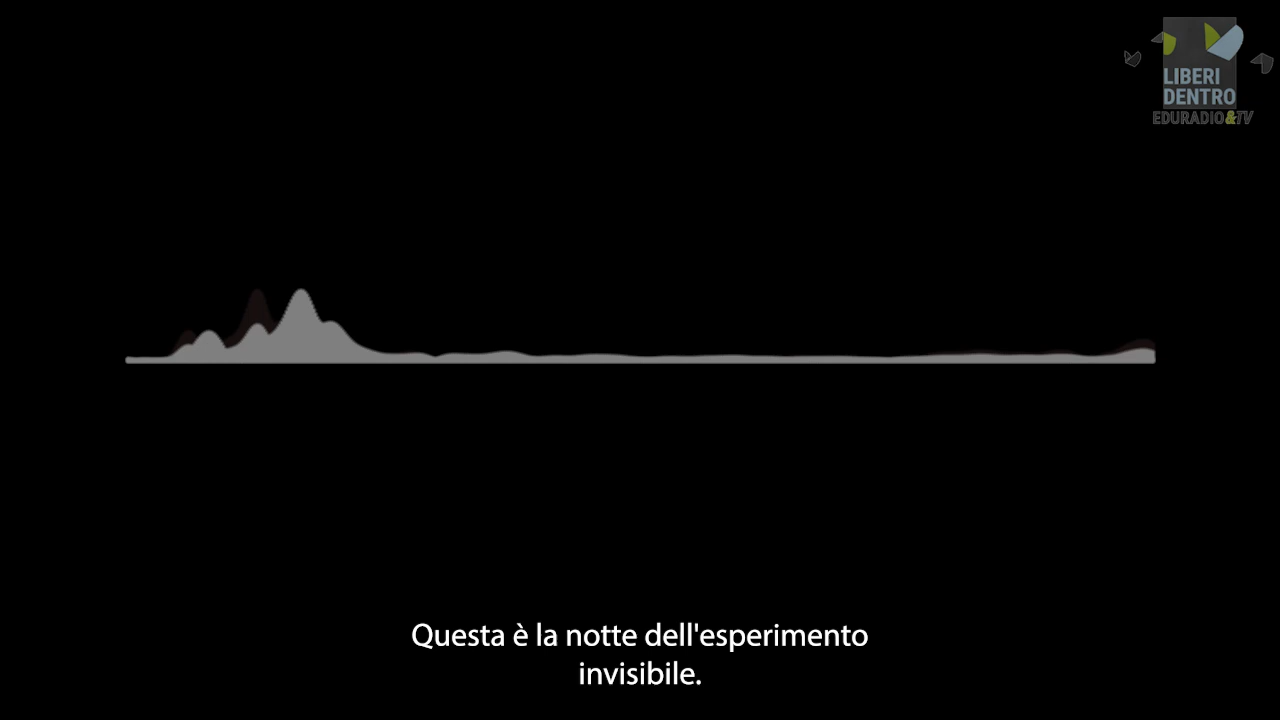 LIBERI
DENTRO
EDURADIO&TV
Questa è la notte dell'esperimento
invisibile.